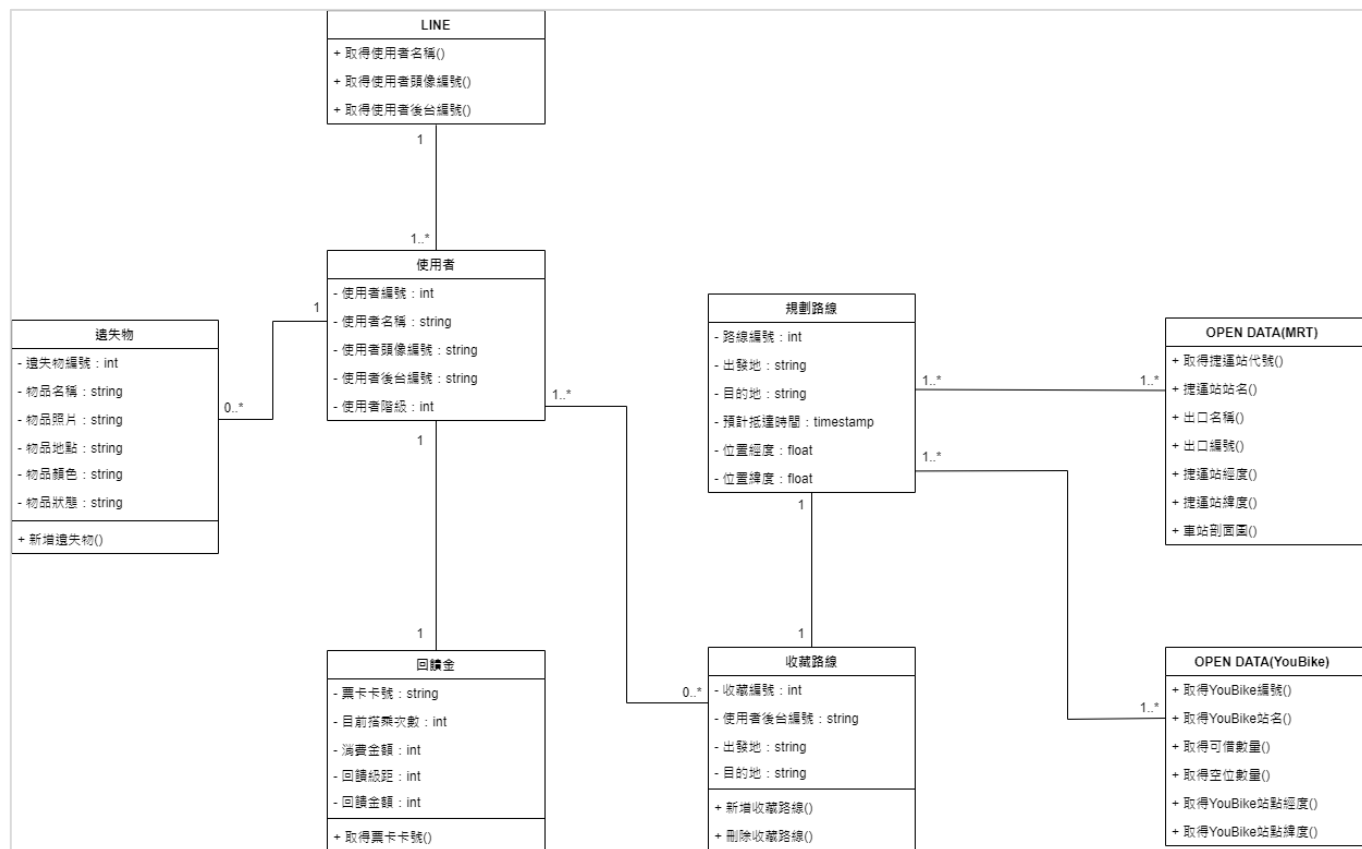 LINE
+ 取得使用者名稱()
+ 取得使用者頭像編號()
+ 取得使用者後台編號()
1
1..*
使用者
- 使用者編號：int
- 使用者名稱：string
- 使用者頭像編號：string
- 使用者後台編號：string
- 使用者階級：int
1
0..*
遺失物
- 遺失物編號：int
- 物品名稱：string
- 物品照片：string
- 物品地點：string
- 物品顏色：string
- 物品狀態：string
+ 新增遺失物()
1
1
回饋金
- 票卡卡號：string
- 目前搭乘次數：int
- 消費金額：int
- 回饋級距：int
- 回饋金額：int
+ 取得票卡卡號()
1..*
0..*
規劃路線
- 路線編號：int
- 出發地：string
- 目的地：string
- 預計抵達時間：timestamp
- 位置經度：float
- 位置緯度：float
1
1
收藏路線
- 收藏編號：int
- 使用者後台編號：string
- 出發地：string
- 目的地：string
+ 新增收藏路線()
+ 刪除收藏路線()
1..*
1..*
OPEN DATA(MRT)
+ 取得捷運站代號()
+ 捷運站站名()
+ 出口名稱()
+ 出口編號()
+ 捷運站經度()
+ 捷運站緯度()
+ 車站剖面圖()
1..*
1..*
OPEN DATA(YouBike)
+ 取得YouBike編號()
+ 取得YouBike站名()
+ 取得可借數量()
+ 取得空位數量()
+ 取得YouBike站點經度()
+ 取得YouBike站點緯度()